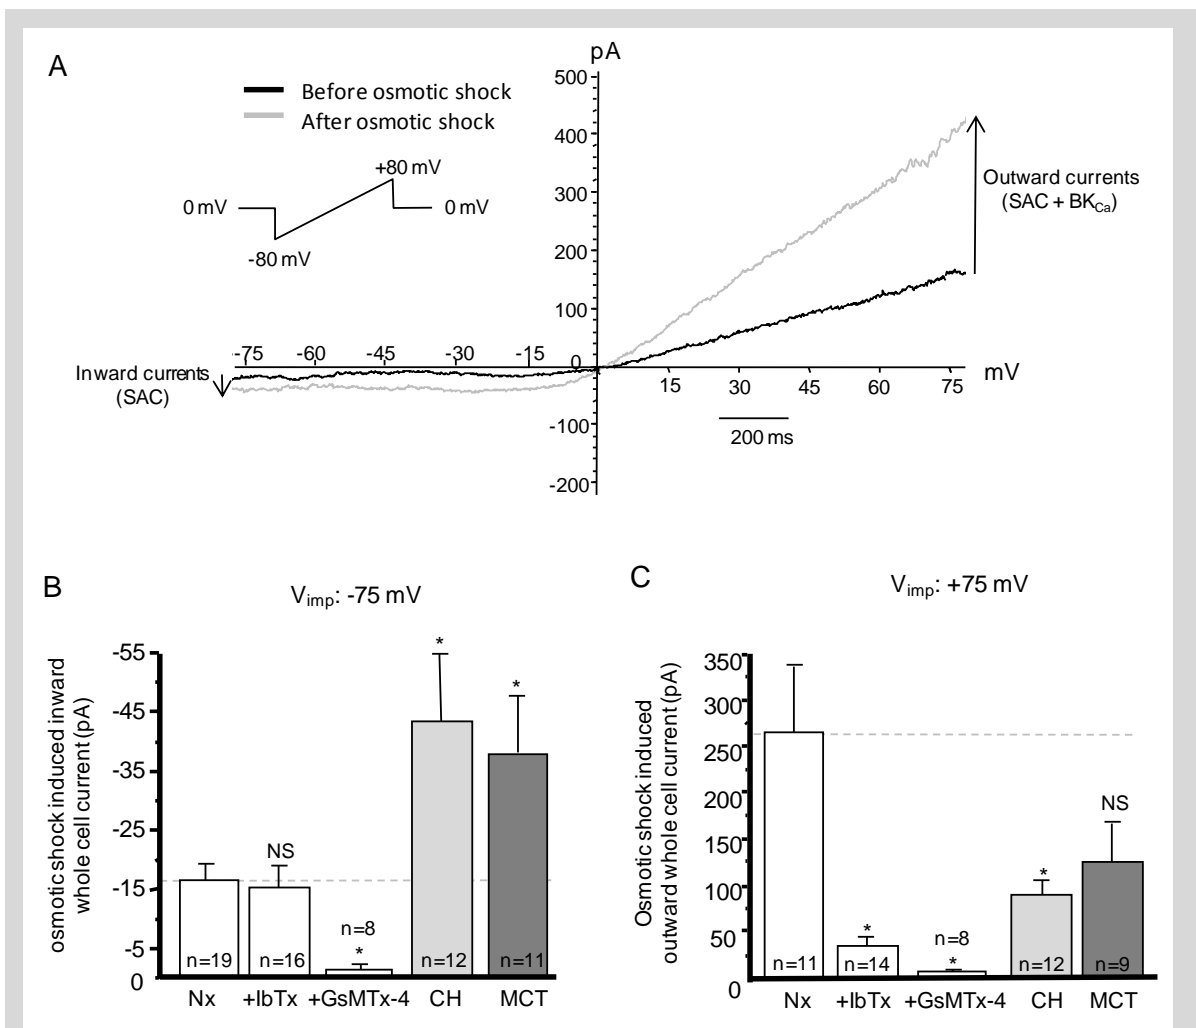 A
pA
Before osmotic shock
After osmotic shock
+80 mV
0 mV
0 mV
-80 mV
500
400
300
200
100
0
-100
-200
-75 -60 -45 -30 -15
15 30 45 60 75
mV
200 ms
Outward currents
(SAC + BKCa)
Inward currents
(SAC)
B
Vimp: -75 mV
osmotic shock induced inward
whole cell current (pA)
-55
-45
-35
-25
-15
-5
0
NS
*
*
*
n=8
n=19 n=16 n=12 n=11
Nx +IbTx +GsMTx-4 CH MCT
C
Vimp: +75 mV
Osmotic shock induced
outward whole cell current (pA)
350
300
250
200
150
100
50
0
NS
*
*
*
n=8
n=11 n=14 n=12 n=9
Nx +IbTx +GsMTx-4 CH MCT